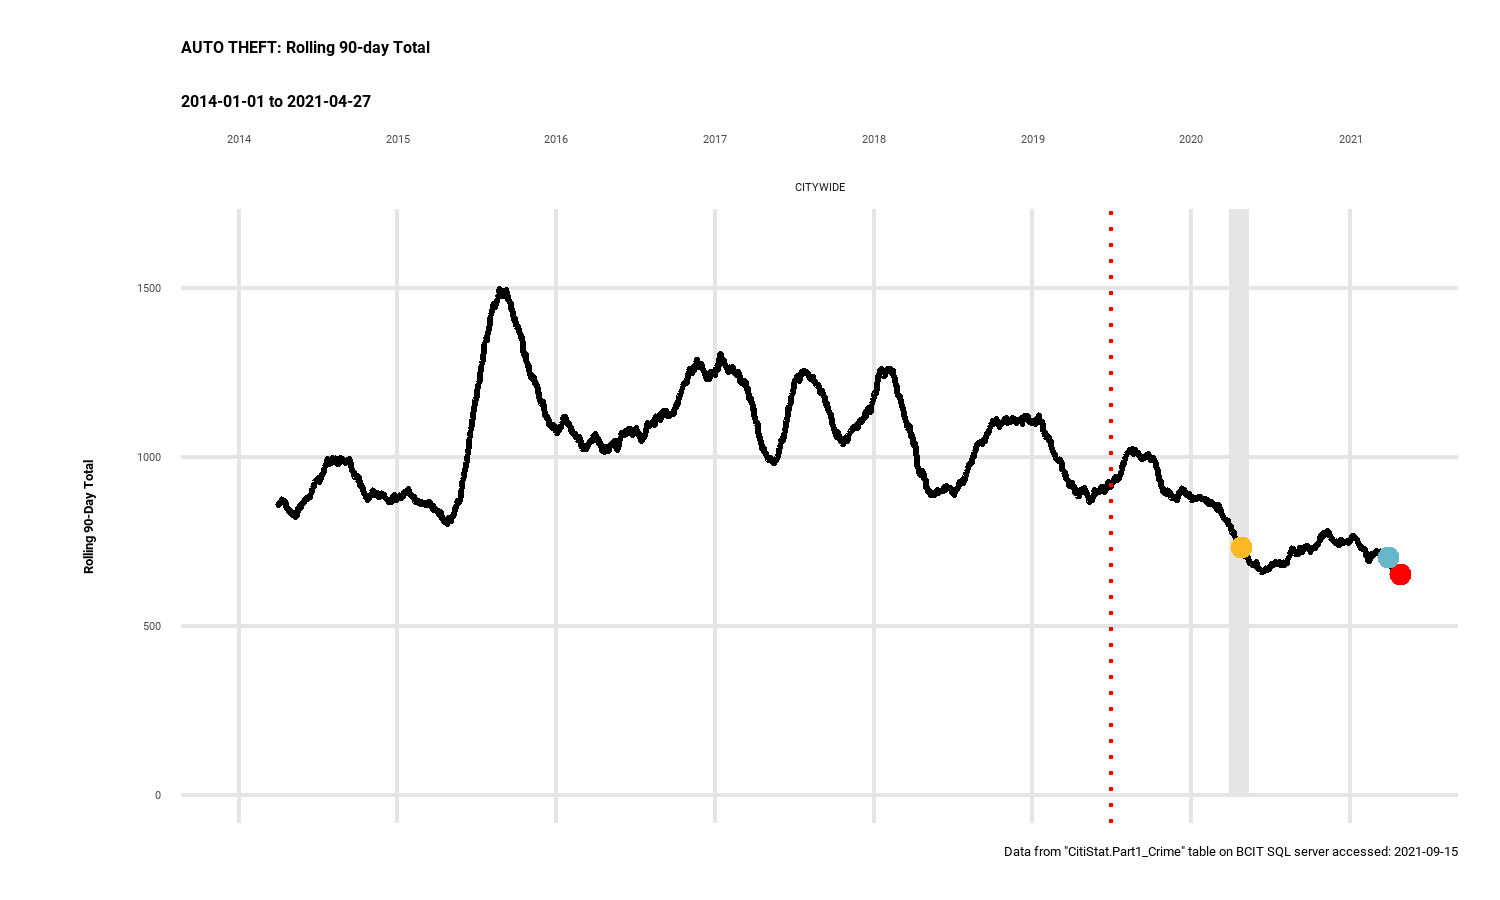 AUTO THEFT: Rolling 90-day Total
2014-01-01 to 2021-04-27
2014 2015 2016 2017 2018 2019 2020 2021
CITYWIDE
1500
1000
500
0
Rolling 90-Day Total
Data from "CitiStat.Part1_Crime" table on BCIT SQL server accessed: 2021-09-15